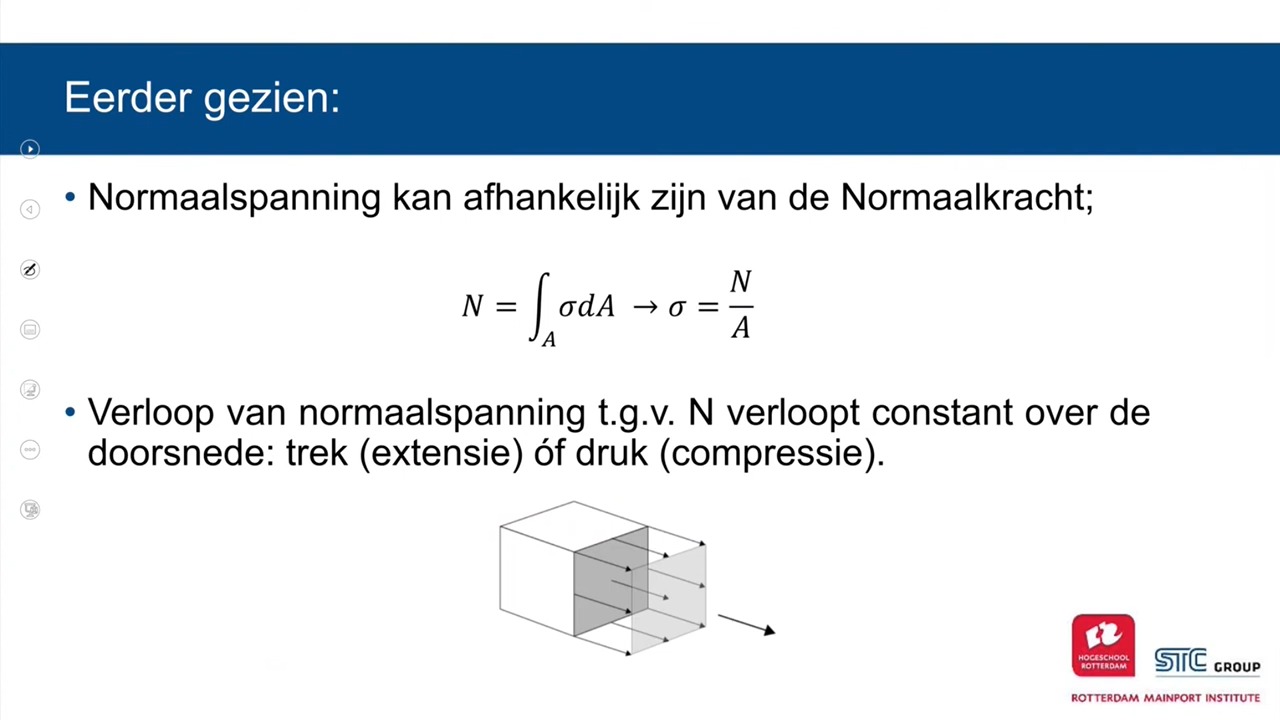 Eerder gezien:
• Normaalspanning kan afhankelijk zijn van de Normaalkracht;
N = ∫_A σdA → σ = N/A
• Verloop van normaalspanning t.g.v. N verloopt constant over de
doorsnede: trek (extensie) óf druk (compressie).
HOGESCHOOL
ROTTERDAM
STC GROUP
ROTTERDAM MAINPORT INSTITUTE